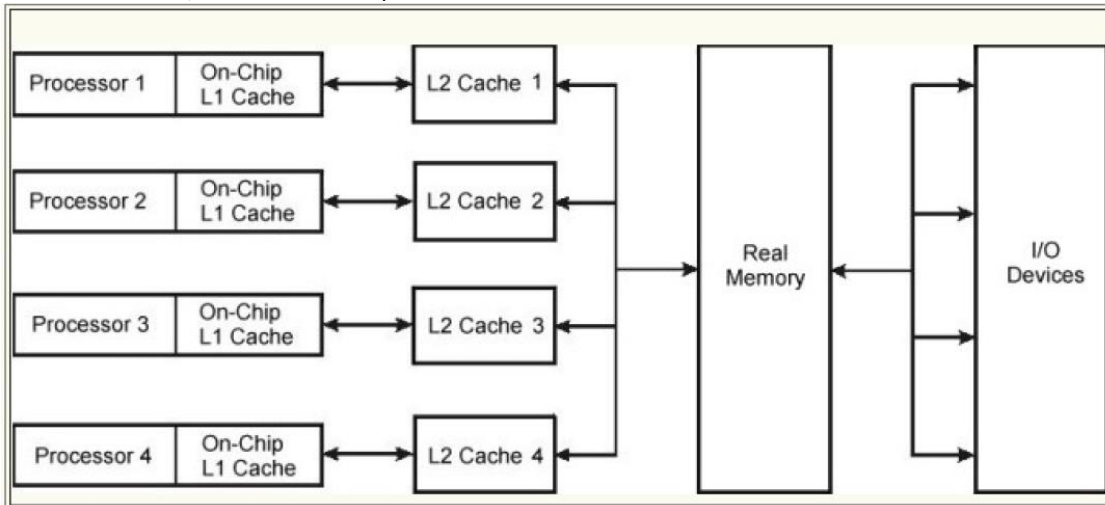 Processor 1
On-Chip
L1 Cache
L2 Cache 1
Processor 2
On-Chip
L1 Cache
L2 Cache 2
Processor 3
On-Chip
L1 Cache
L2 Cache 3
Processor 4
On-Chip
L1 Cache
L2 Cache 4
Real
Memory
I/O
Devices